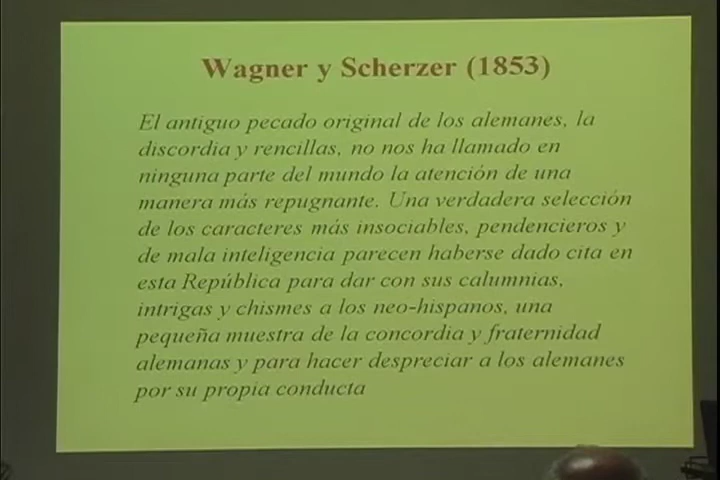 Wagner y Scherzer (1853)
El antiguo pecado original de los alemanes, la
discordia y rencillas, no nos ha llamado en
ninguna parte del mundo la atención de una
manera más repugnante. Una verdadera selección
de los caracteres más insociables, pendencieros y
de mala inteligencia parecen haberse dado cita en
esta República para dar con sus calumnias,
intrigas y chismes a los neo-hispanos, una
pequeña muestra de la concordia y fraternidad
alemanas y para hacer despreciar a los alemanes
por su propia conducta